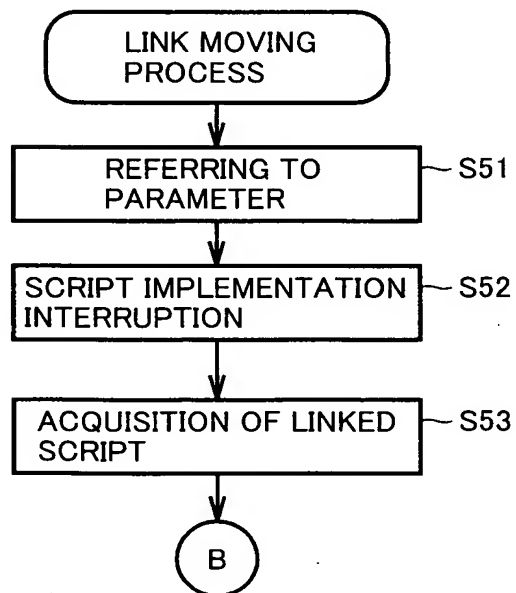 LINK MOVING
PROCESS
REFERRING TO
PARAMETER
S51
SCRIPT IMPLEMENTATION
INTERRUPTION
S52
ACQUISITION OF LINKED
SCRIPT
S53
B